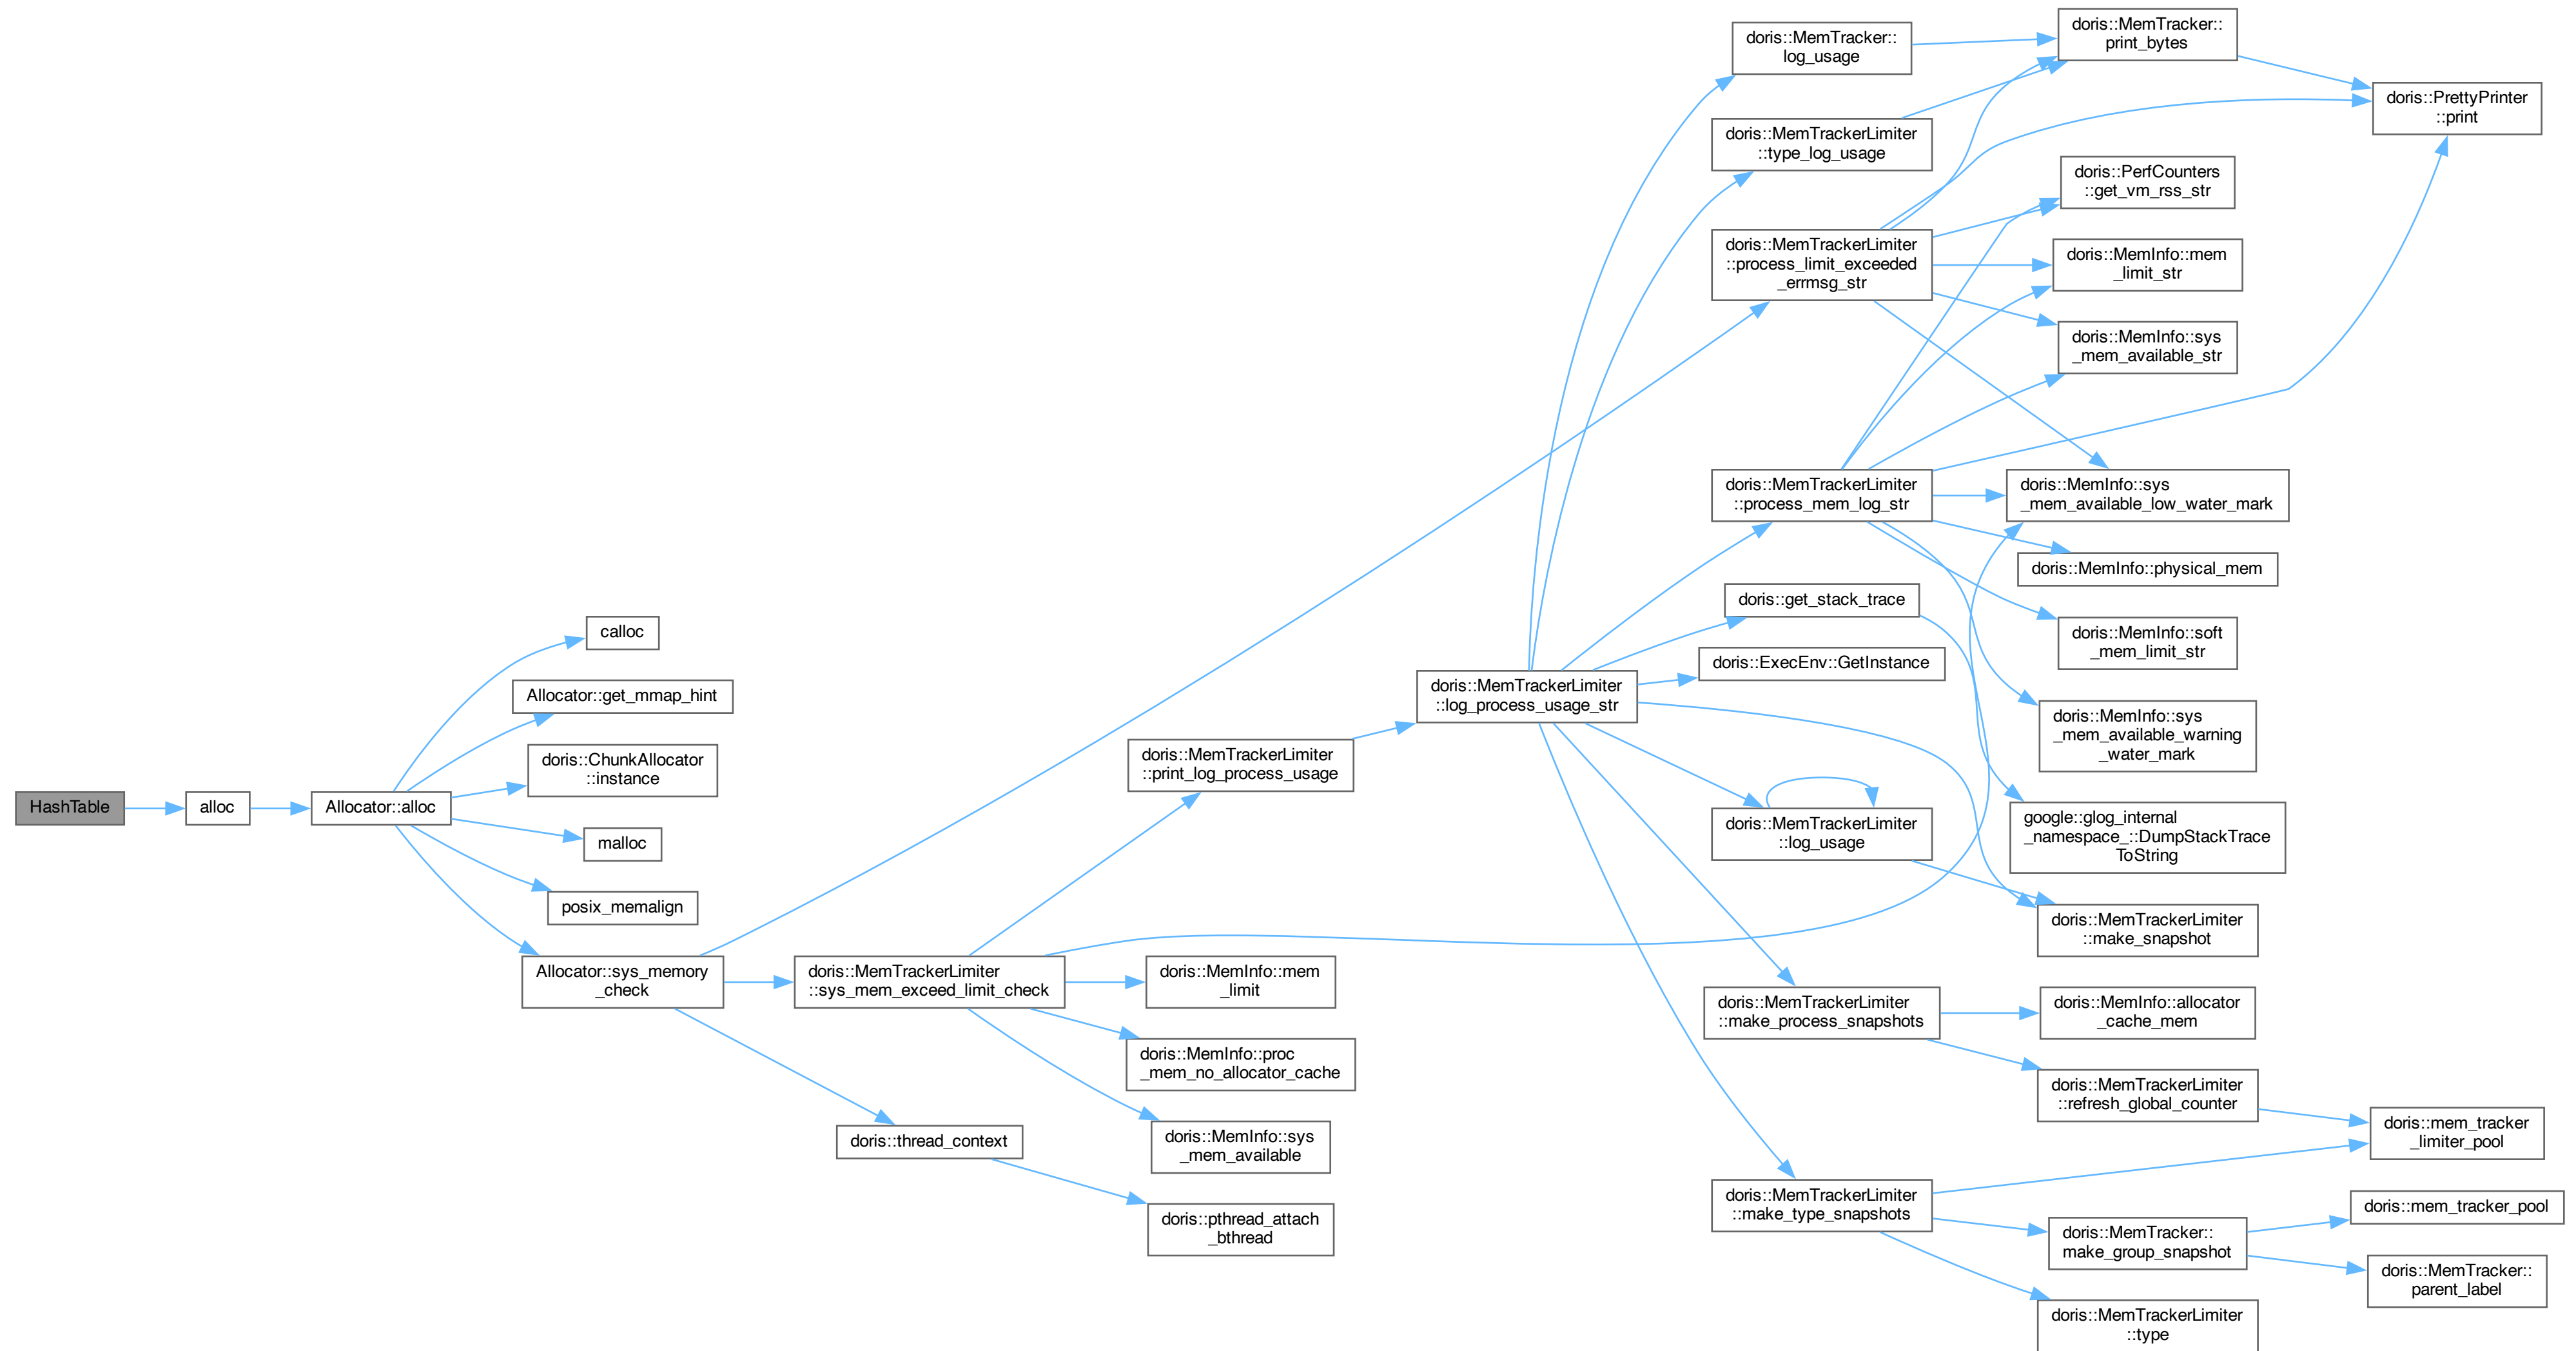 HashTable
alloc
Allocator::alloc
calloc
Allocator::get_mmap_hint
doris::ChunkAllocator
::instance
malloc
posix_memalign
Allocator::sys_memory
_check
doris::MemTrackerLimiter
::sys_mem_exceed_limit_check
doris::thread_context
doris::MemTrackerLimiter
::print_log_process_usage
doris::MemInfo::mem
_limit
doris::MemInfo::proc
_mem_no_allocator_cache
doris::MemInfo::sys
_mem_available
doris::pthread_attach
_bthread
doris::MemTrackerLimiter
::log_process_usage_str
doris::MemTracker::
log_usage
doris::MemTrackerLimiter
::type_log_usage
doris::MemTrackerLimiter
::process_limit_exceeded
_errmsg_str
doris::MemTrackerLimiter
::process_mem_log_str
doris::get_stack_trace
doris::ExecEnv::GetInstance
doris::MemTrackerLimiter
::log_usage
doris::MemTrackerLimiter
::make_process_snapshots
doris::MemTrackerLimiter
::make_type_snapshots
doris::MemTracker::
print_bytes
doris::PerfCounters
::get_vm_rss_str
doris::MemInfo::mem
_limit_str
doris::MemInfo::sys
_mem_available_str
doris::MemInfo::sys
_mem_available_low_water_mark
doris::MemInfo::physical_mem
doris::MemInfo::soft
_mem_limit_str
doris::MemInfo::sys
_mem_available_warning
_water_mark
google::glog_internal
_namespace_::DumpStackTrace
ToString
doris::MemTrackerLimiter
::make_snapshot
doris::MemInfo::allocator
_cache_mem
doris::MemTrackerLimiter
::refresh_global_counter
doris::MemTracker::
make_group_snapshot
doris::MemTrackerLimiter
::type
doris::PrettyPrinter
::print
doris::mem_tracker
_limiter_pool
doris::mem_tracker_pool
doris::MemTracker::
parent_label